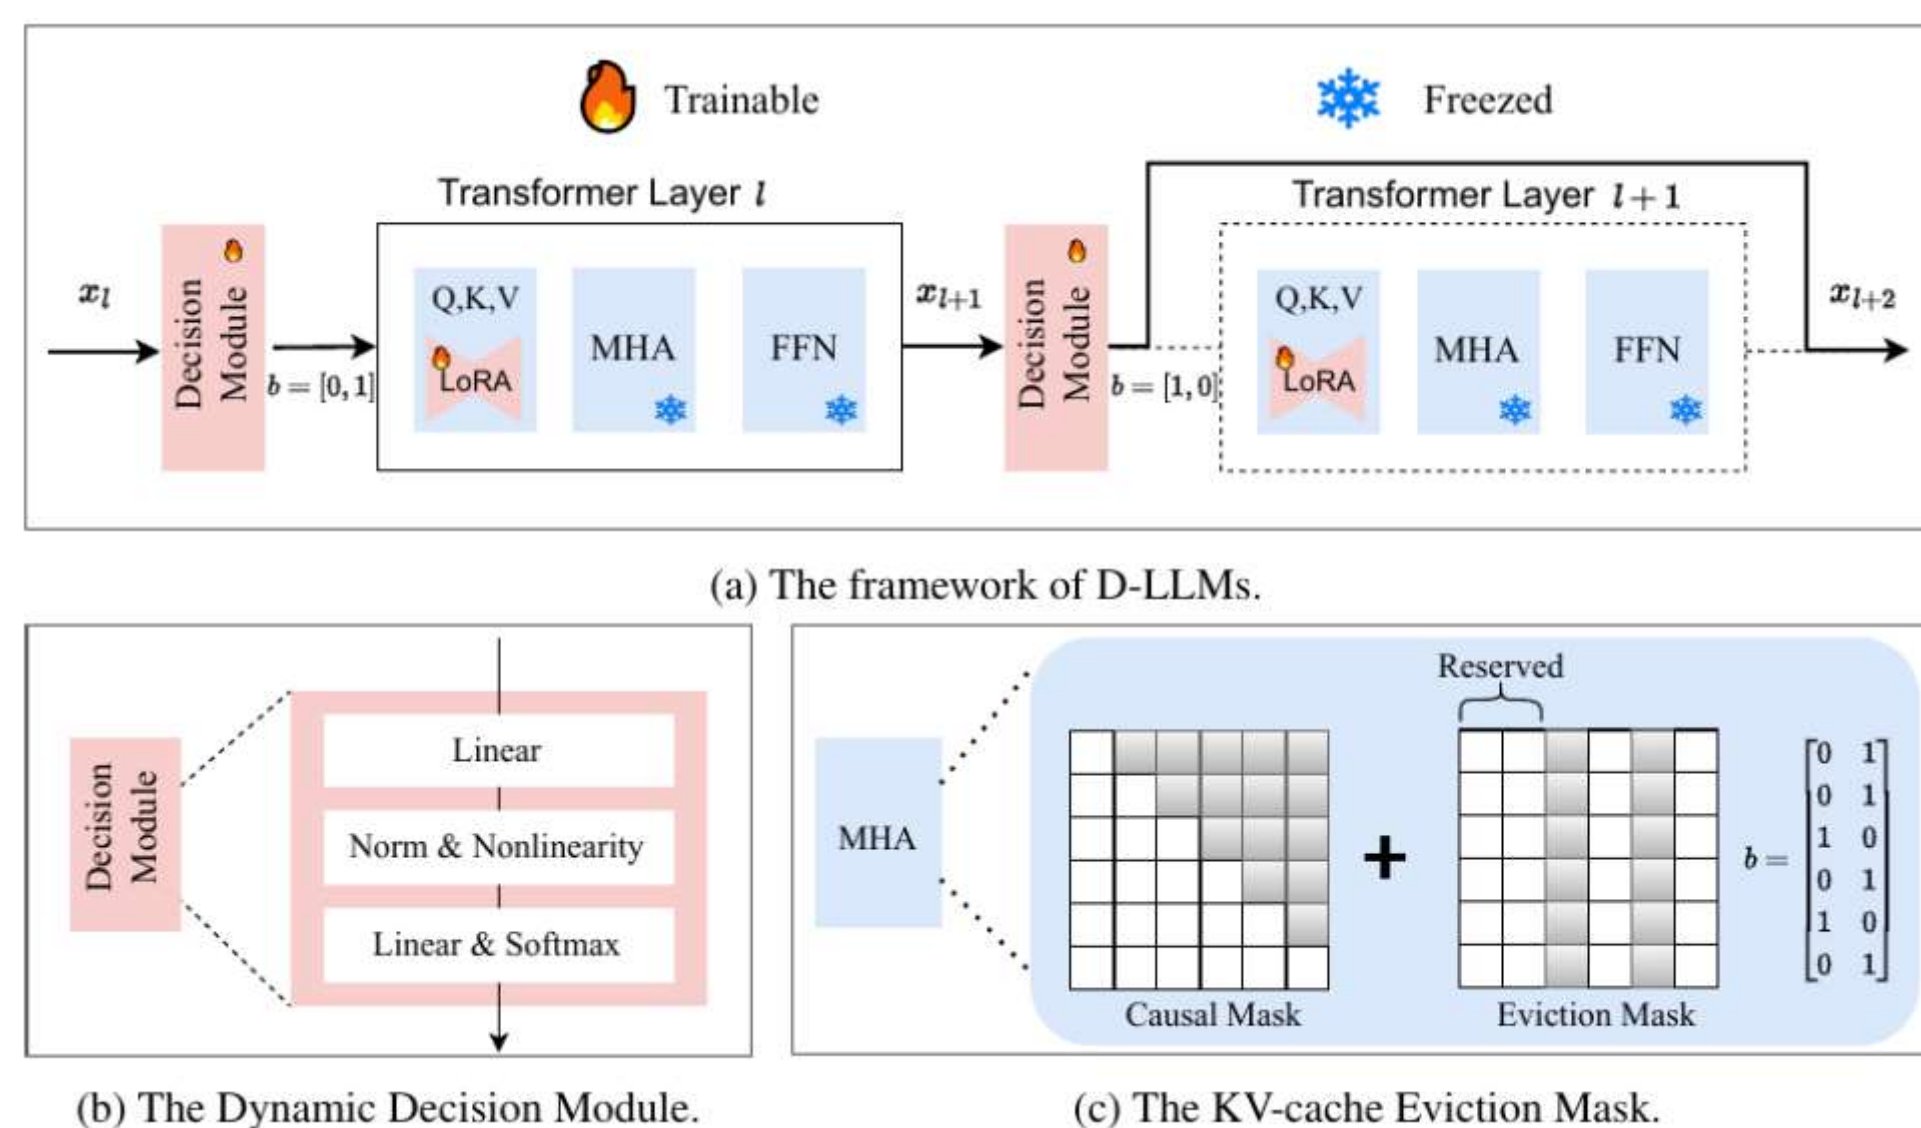 Trainable
Freezed
Transformer Layer l
Transformer Layer l + 1
x_l
Decision
Module
b = [0, 1]
Q,K,V
LoRA
MHA
FFN
x_{l+1}
Decision
Module
b = [1, 0]
Q,K,V
LoRA
MHA
FFN
x_{l+2}
(a) The framework of D-LLMs.
Decision
Module
Linear
Norm & Nonlinearity
Linear & Softmax
(b) The Dynamic Decision Module.
MHA
Reserved
+
b =
0 1
0 1
1 0
0 1
1 0
0 1
Causal Mask
Eviction Mask
(c) The KV-cache Eviction Mask.